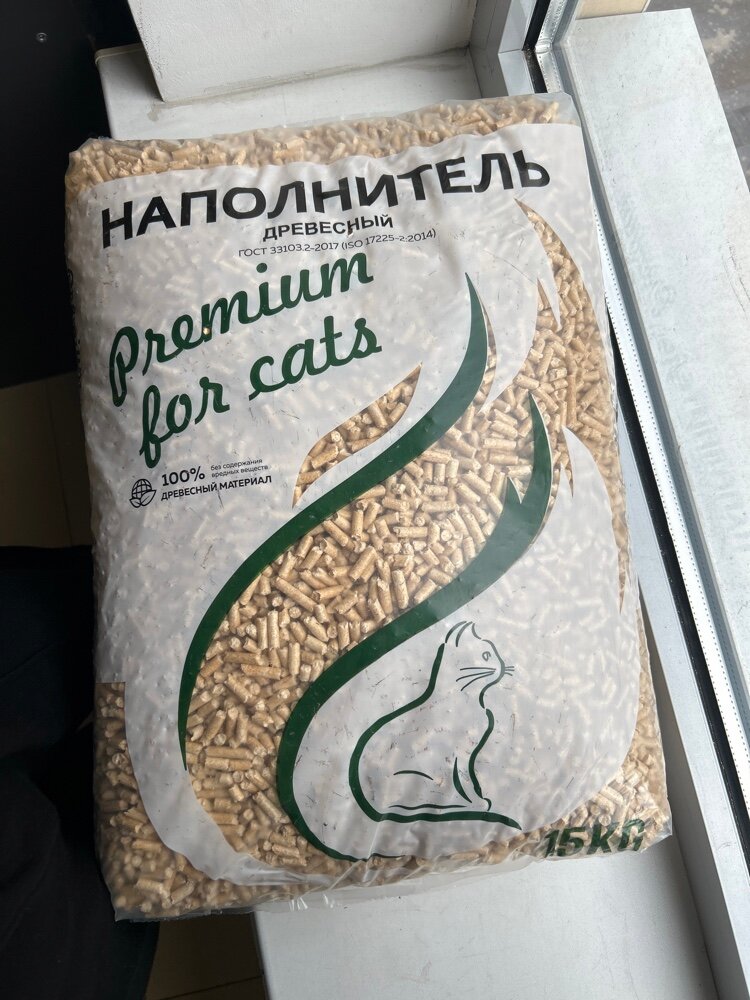 НАПОЛНИТЕЛЬ
ДРЕВЕСНЫЙ
ГОСТ 33103.2-2017 (ISO 17225-2:2014)
Premium
for cats
100% без содержания
вредных веществ
ДРЕВЕСНЫЙ МАТЕРИАЛ
15КГ